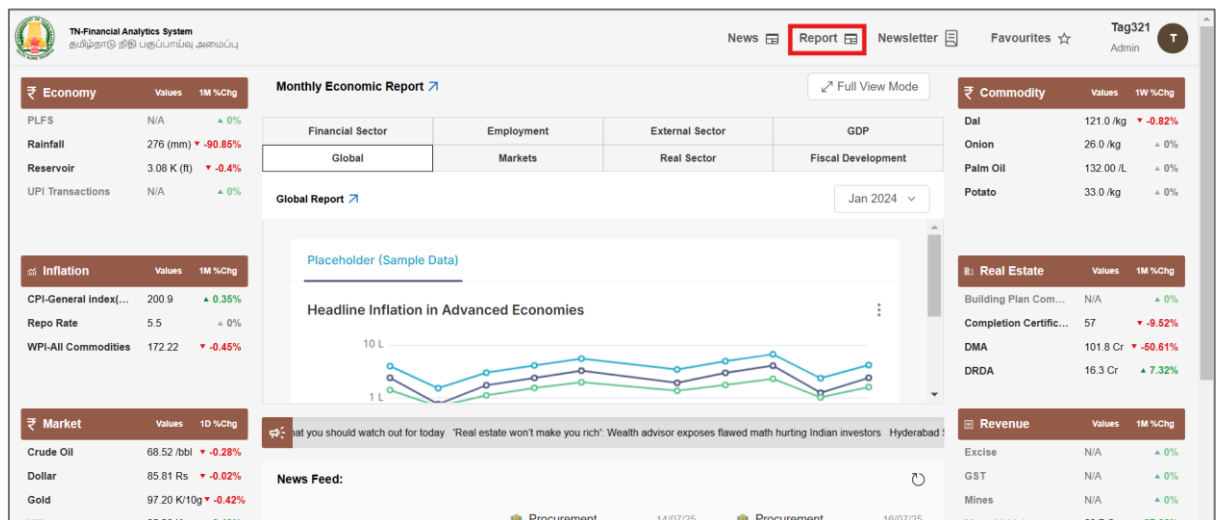 TN-Financial Analytics System
தமிழ்நாடு நிதி பகுப்பாய்வு அமைப்பு
News Report Newsletter Favourites Tag321
Admin T
₹ Economy Values 1M %Chg
PLFS N/A ▲ 0%
Rainfall 276 (mm) ▼ -90.85%
Reservoir 3.08 K (ft) ▼ -0.4%
UPI Transactions N/A ▲ 0%
Inflation Values 1M %Chg
CPI-General index(... 200.9 ▲ 0.35%
Repo Rate 5.5 ▲ 0%
WPI-All Commodities 172.22 ▼ -0.45%
₹ Market Values 1D %Chg
Crude Oil 68.52 /bbl ▼ -0.28%
Dollar 85.81 Rs ▼ -0.02%
Gold 97.20 K/10g ▼ -0.42%
Monthly Economic Report
Full View Mode
Financial Sector Employment External Sector GDP
Global Markets Real Sector Fiscal Development
Global Report
Jan 2024
Placeholder (Sample Data)
Headline Inflation in Advanced Economies
10 L
1 L
you should watch out for today 'Real estate won't make you rich': Wealth advisor exposes flawed math hurting Indian investors Hyderabad
News Feed:
Procurement 14/07/25 Procurement 16/07/25
₹ Commodity Values 1W %Chg
Dal 121.0 /kg ▼ -0.82%
Onion 26.0 /kg ▲ 0%
Palm Oil 132.00 /L ▲ 0%
Potato 33.0 /kg ▲ 0%
Real Estate Values 1M %Chg
Building Plan Com... N/A ▲ 0%
Completion Certific... 57 ▼ -9.52%
DMA 101.8 Cr ▼ -50.61%
DRDA 16.3 Cr ▲ 7.32%
Revenue Values 1M %Chg
Excise N/A ▲ 0%
GST N/A ▲ 0%
Mines N/A ▲ 0%